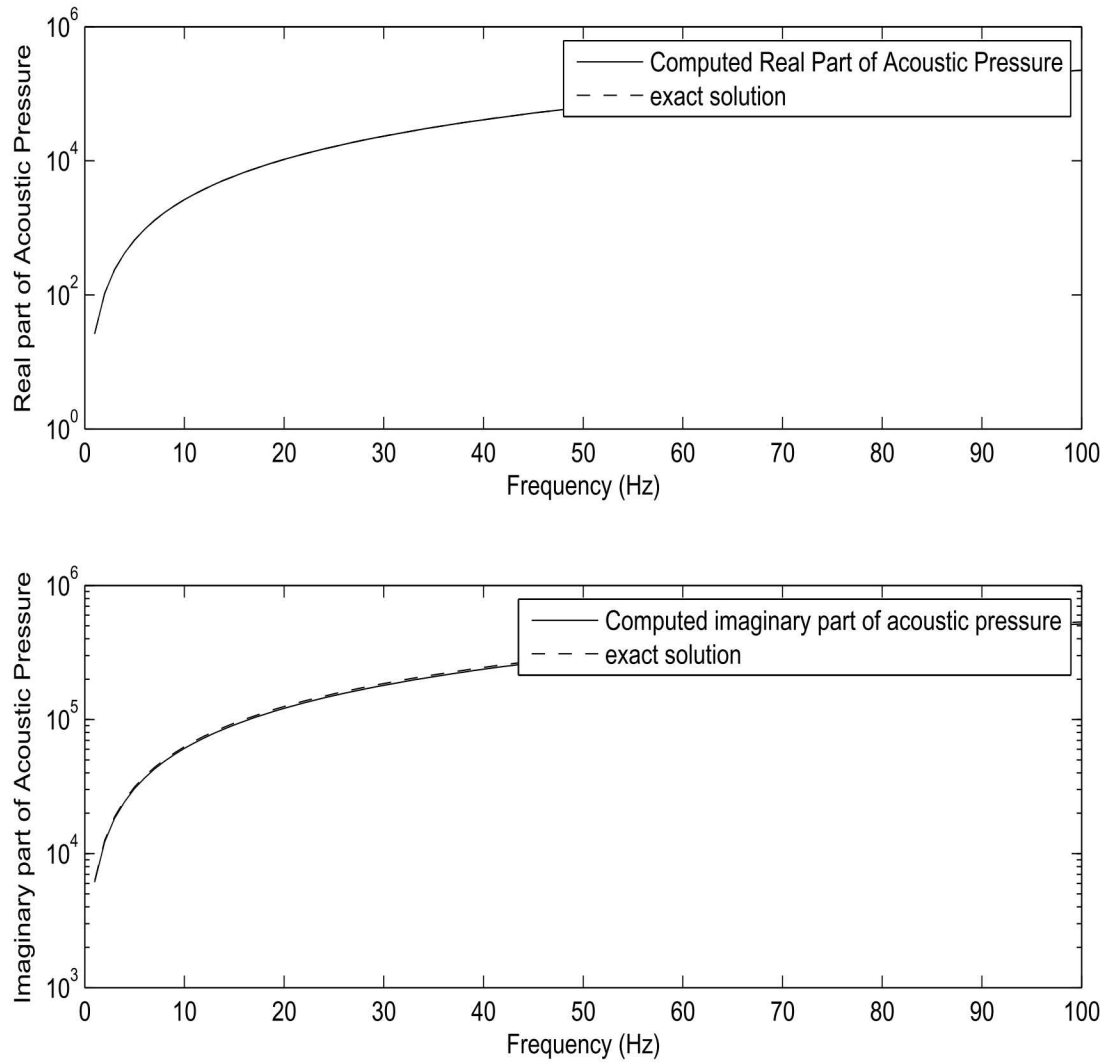 Real part of Acoustic Pressure
10^6
10^4
10^2
10^0
Computed Real Part of Acoustic Pressure
exact solution
0 10 20 30 40 50 60 70 80 90 100
Frequency (Hz)
Imaginary part of Acoustic Pressure
10^6
10^5
10^4
10^3
Computed imaginary part of acoustic pressure
exact solution
0 10 20 30 40 50 60 70 80 90 100
Frequency (Hz)